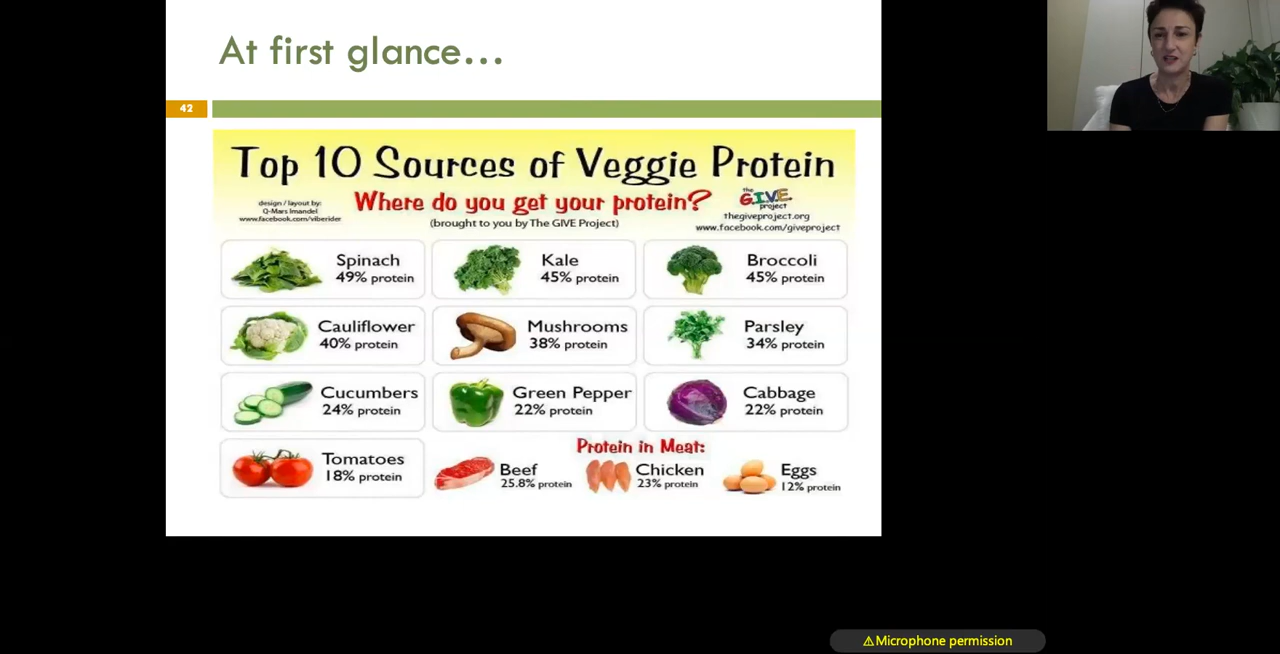 At first glance...
42
Top 10 Sources of Veggie Protein
design / layout by:
Q-Mars Imandel
www.facebook.com/viberider
Where do you get your protein?
(brought to you by The GIVE Project)
The
G.I.V.E
project
thegiveproject.org
www.facebook.com/giveproject
Spinach
49% protein
Kale
45% protein
Broccoli
45% protein
Cauliflower
40% protein
Mushrooms
38% protein
Parsley
34% protein
Cucumbers
24% protein
Green Pepper
22% protein
Cabbage
22% protein
Tomatoes
18% protein
Protein in Meat:
Beef
25.8% protein
Chicken
23% protein
Eggs
12% protein
⚠Microphone permission